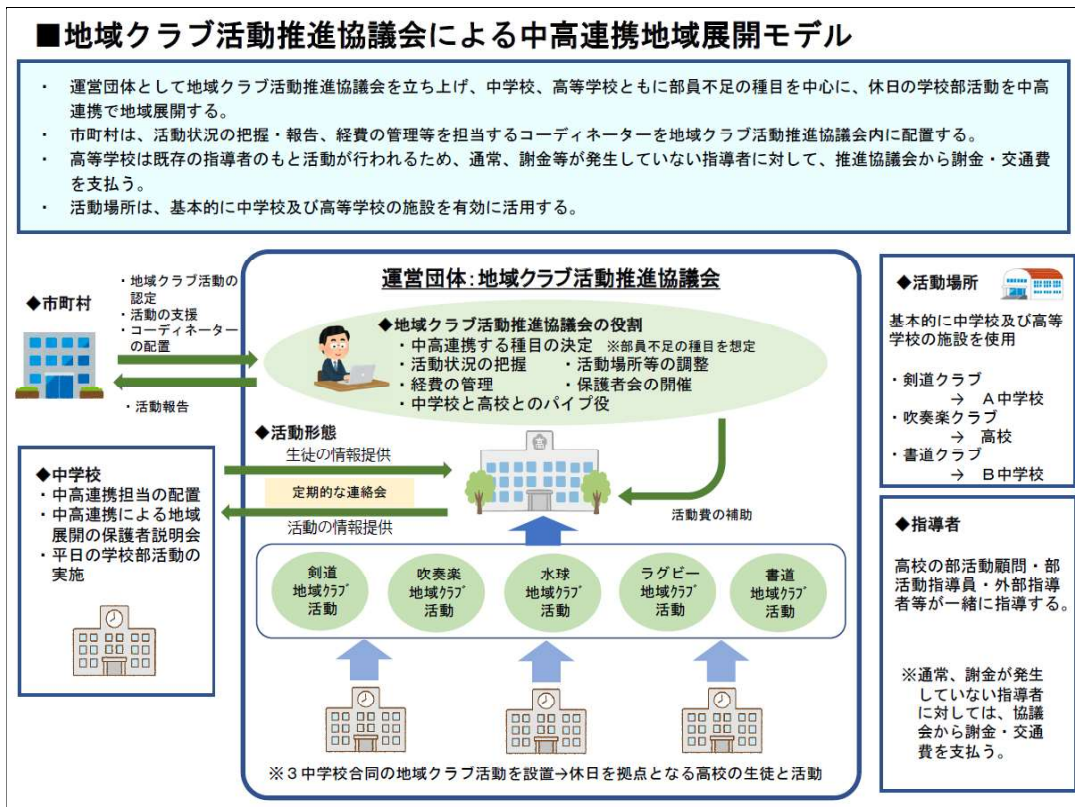 ■地域クラブ活動推進協議会による中高連携地域展開モデル
・ 運営団体として地域クラブ活動推進協議会を立ち上げ、中学校、高等学校ともに部員不足の種目を中心に、休日の学校部活動を中高
連携で地域展開する。
・ 市町村は、活動状況の把握・報告、経費の管理等を担当するコーディネーターを地域クラブ活動推進協議会内に配置する。
・ 高等学校は既存の指導者のもと活動が行われるため、通常、謝金等が発生していない指導者に対して、推進協議会から謝金・交通費
を支払う。
・ 活動場所は、基本的に中学校及び高等学校の施設を有効に活用する。
◆市町村
・地域クラブ活動の
認定
・活動の支援
・コーディネーター
の配置
・活動報告
運営団体：地域クラブ活動推進協議会
◆地域クラブ活動推進協議会の役割
・中高連携する種目の決定 ※部員不足の種目を想定
・活動状況の把握 ・活動場所等の調整
・経費の管理 ・保護者会の開催
・中学校と高校とのパイプ役
◆活動形態
生徒の情報提供
定期的な連絡会
活動の情報提供
高
活動費の補助
◆中学校
・中高連携担当の配置
・中高連携による地域
展開の保護者説明会
・平日の学校部活動の
実施
剣道
地域ｸﾗﾌﾞ
活動
吹奏楽
地域ｸﾗﾌﾞ
活動
水球
地域ｸﾗﾌﾞ
活動
ラグビー
地域ｸﾗﾌﾞ
活動
書道
地域ｸﾗﾌﾞ
活動
※３中学校合同の地域クラブ活動を設置→休日を拠点となる高校の生徒と活動
◆活動場所
基本的に中学校及び高等
学校の施設を使用
・剣道クラブ
→ Ａ中学校
・吹奏楽クラブ
→ 高校
・書道クラブ
→ Ｂ中学校
◆指導者
高校の部活動顧問・部
活動指導員・外部指導
者等が一緒に指導する。
※通常、謝金が発生
していない指導者
に対しては、協議
会から謝金・交通
費を支払う。